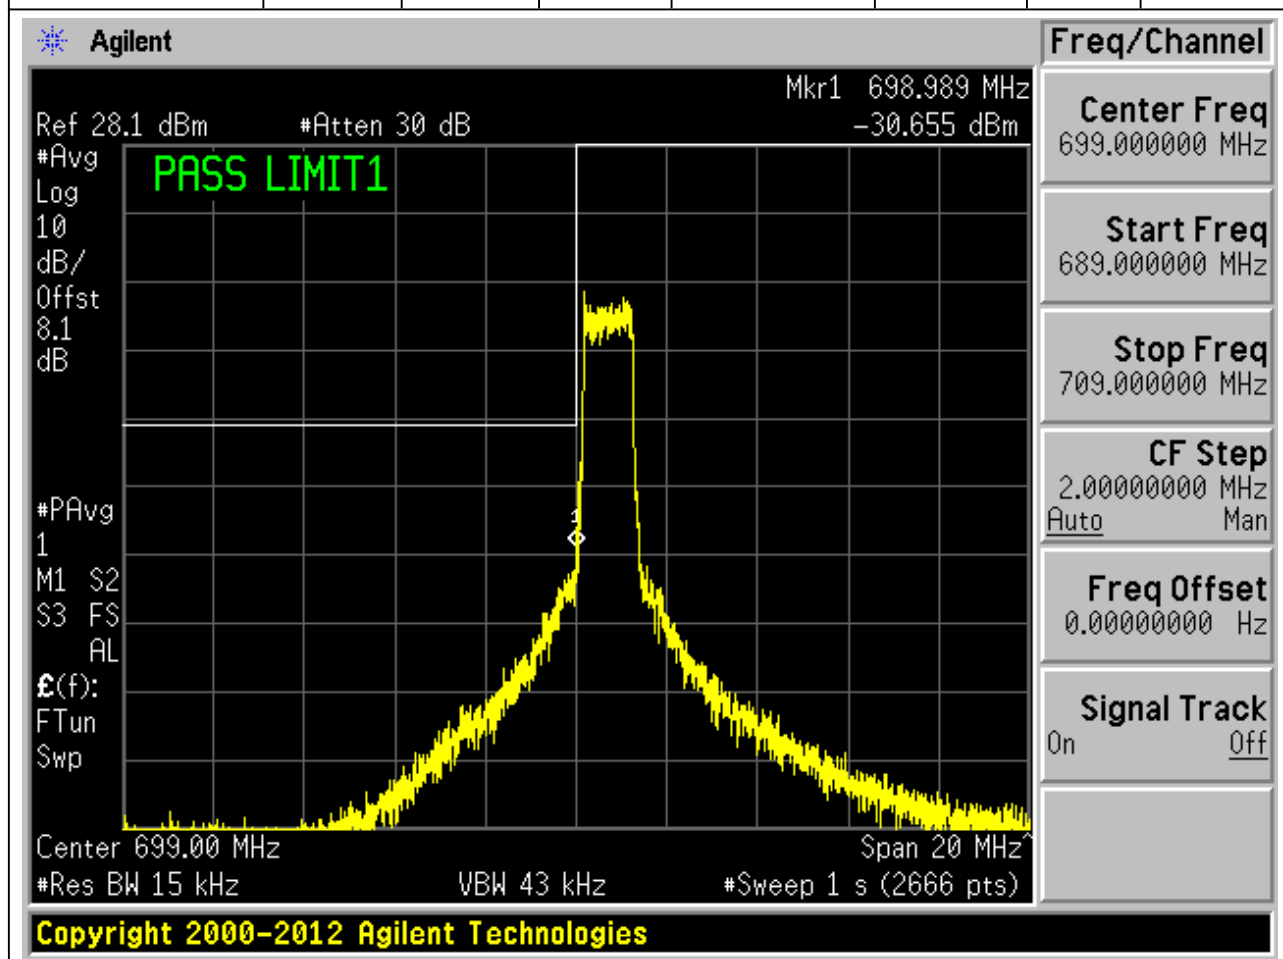 Agilent
Freq/Channel
Mkr1 698.989 MHz
Ref 28.1 dBm #Atten 30 dB -30.655 dBm
#Avg
Log
10
dB/
Offst
8.1
dB
PASS LIMIT1
1
#PAvg
1
M1 S2
S3 FS
AL
£(f):
FTun
Swp
Center 699.00 MHz Span 20 MHz^
#Res BW 15 kHz VBW 43 kHz #Sweep 1 s (2666 pts)
Copyright 2000-2012 Agilent Technologies
Center Freq
699.000000 MHz
Start Freq
689.000000 MHz
Stop Freq
709.000000 MHz
CF Step
2.00000000 MHz
Auto Man
Freq Offset
0.00000000 Hz
Signal Track
On Off